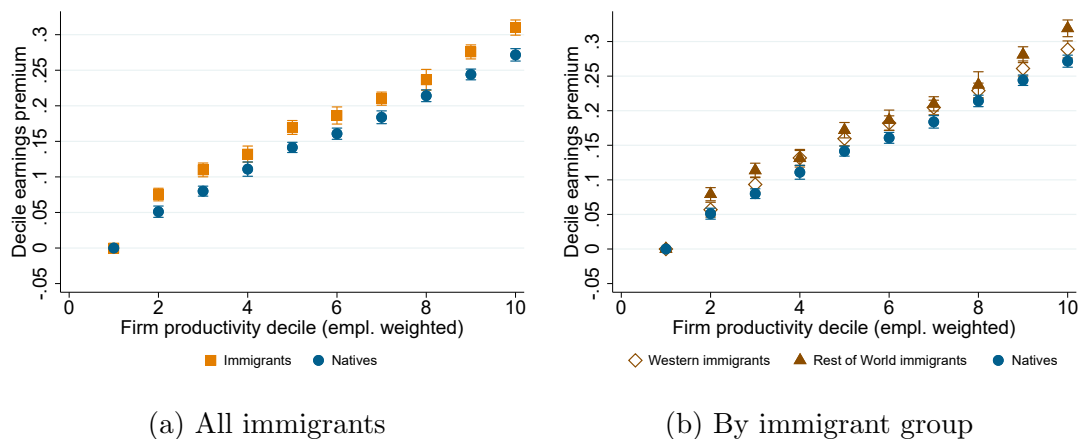 Decile earnings premium
.3
.25
.2
.15
.1
.05
0
-.05
0 2 4 6 8 10
Firm productivity decile (empl. weighted)
Immigrants Natives
(a) All immigrants
Decile earnings premium
.3
.25
.2
.15
.1
.05
0
-.05
0 2 4 6 8 10
Firm productivity decile (empl. weighted)
Western immigrants Rest of World immigrants Natives
(b) By immigrant group